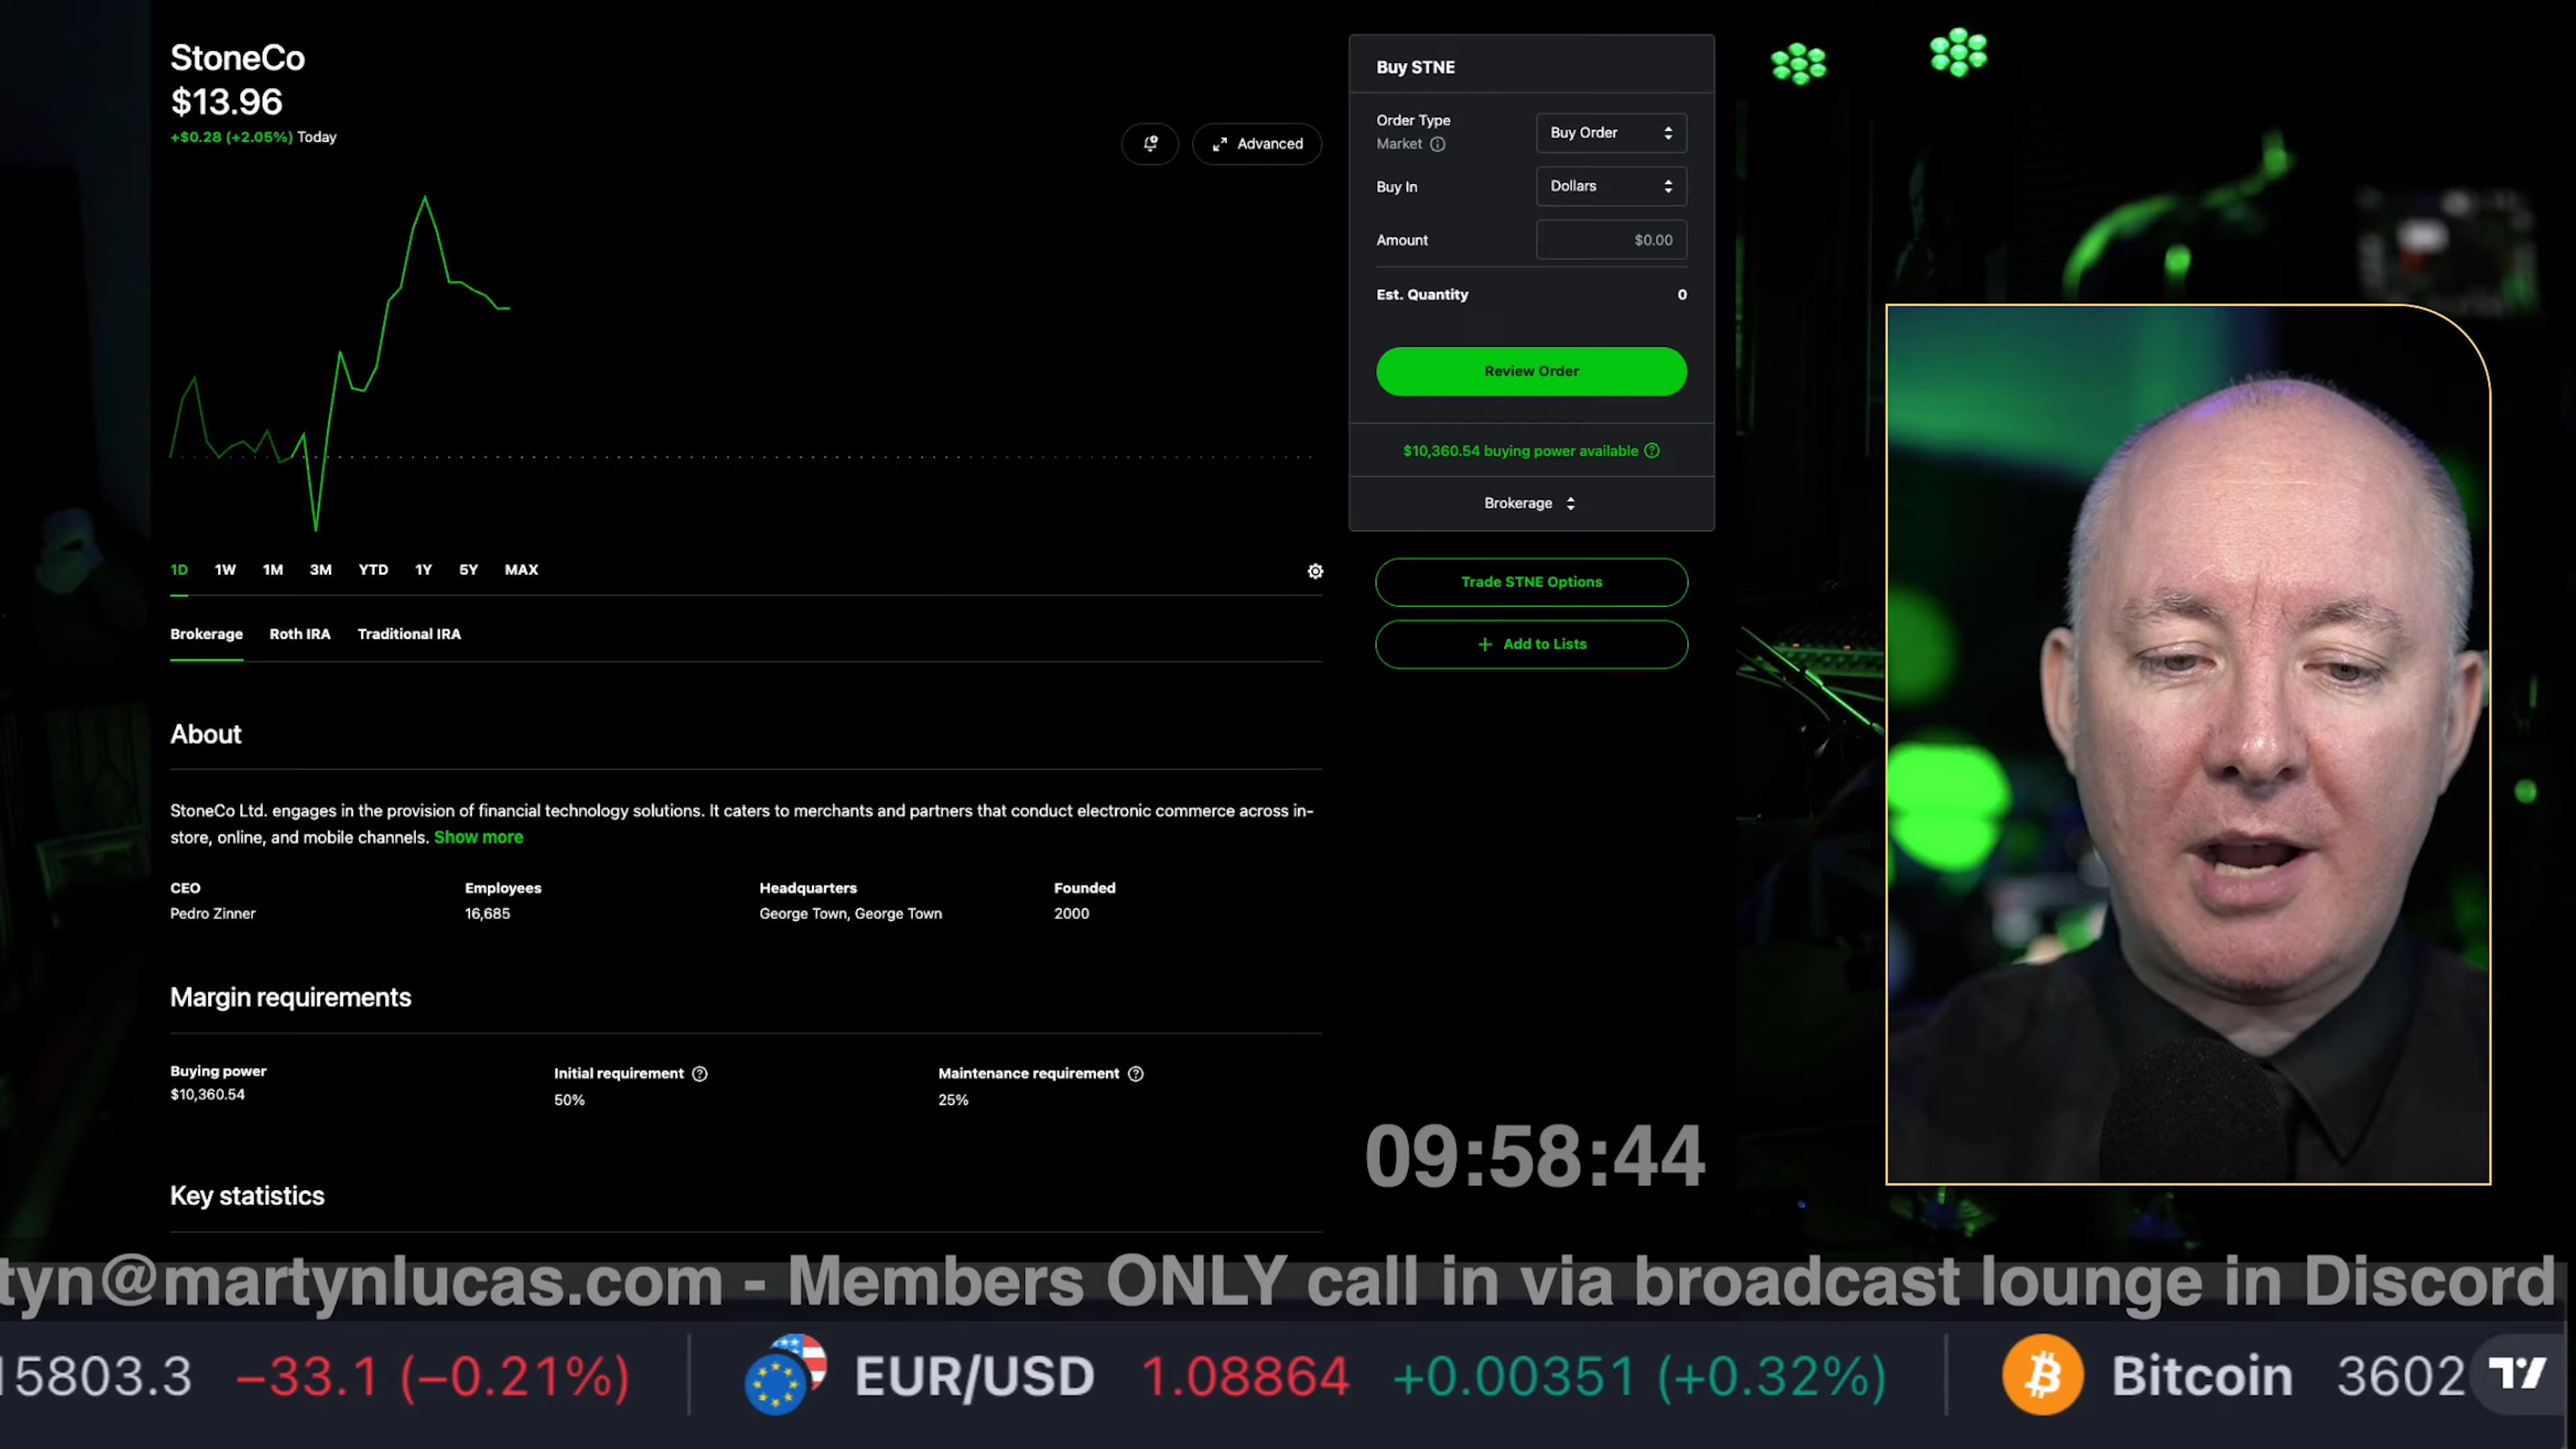 StoneCo
$13.96
+$0.28 (+2.05%) Today
Advanced
1D 1W 1M 3M YTD 1Y 5Y MAX
Brokerage Roth IRA Traditional IRA
About
StoneCo Ltd. engages in the provision of financial technology solutions. It caters to merchants and partners that conduct electronic commerce across in-
store, online, and mobile channels. Show more
CEO Employees Headquarters Founded
Pedro Zinner 16,685 George Town, George Town 2000
Margin requirements
Buying power Initial requirement Maintenance requirement
$10,360.54 50% 25%
Key statistics
Buy STNE
Order Type Buy Order
Market
Buy In Dollars
Amount $0.00
Est. Quantity 0
Review Order
$10,360.54 buying power available
Brokerage
Trade STNE Options
+ Add to Lists
09:58:44
tyn@martynlucas.com - Members ONLY call in via broadcast lounge in Discord
15803.3 −33.1 (−0.21%) EUR/USD 1.08864 +0.00351 (+0.32%) Bitcoin 3602